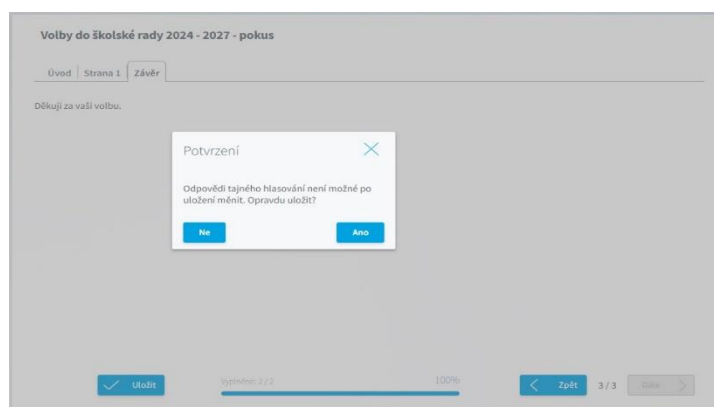 Volby do školské rady 2024 - 2027 - pokus
Úvod Strana 1 Závěr
Děkuji za vaši volbu.
Potvrzení
Odpovědi tajného hlasování není možné po
uložení měnit. Opravdu uložit?
Ne Ano
Uložit Vyplněno: 2 / 2 100% Zpět 3 / 3 Dále